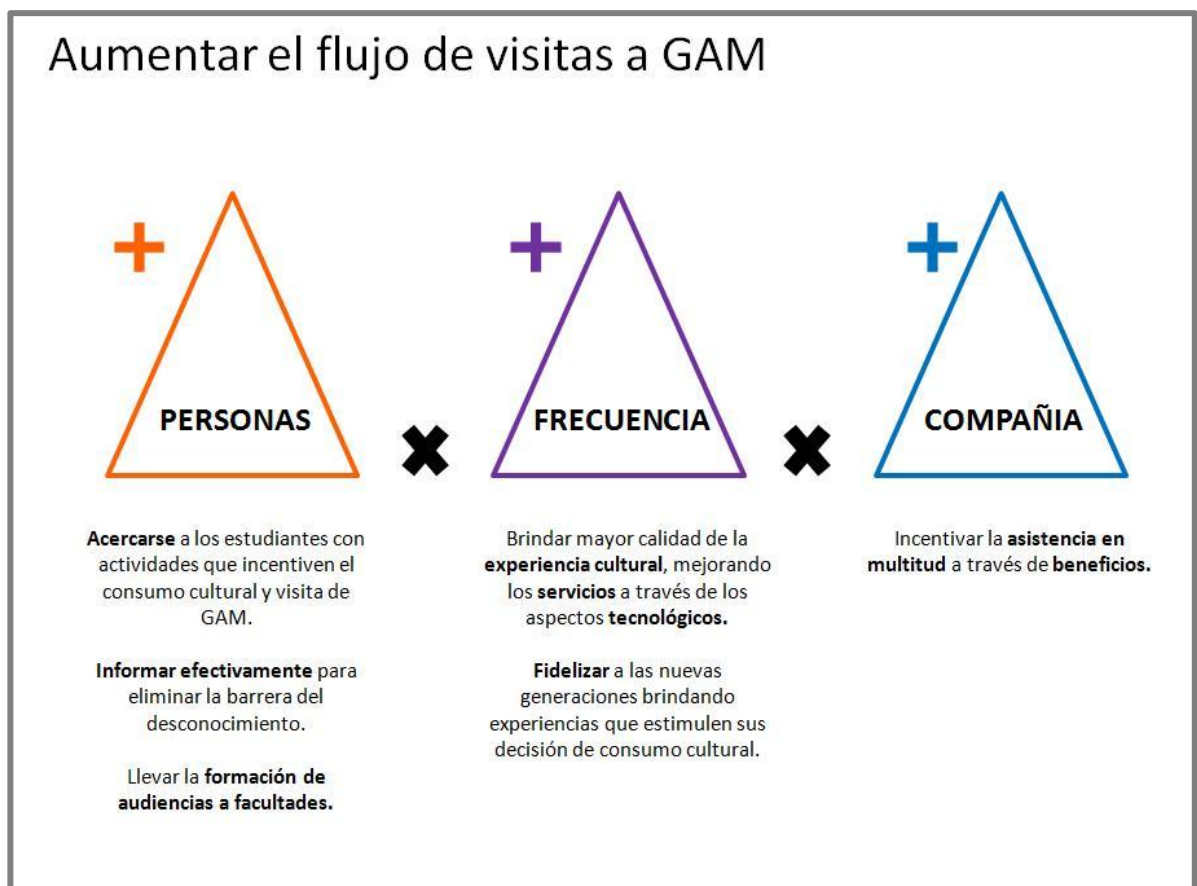 Aumentar el flujo de visitas a GAM
PERSONAS
Acercarse a los estudiantes con
actividades que incentiven el
consumo cultural y visita de
GAM.
Informar efectivamente para
eliminar la barrera del
desconocimiento.
Llevar la formación de
audiencias a facultades.
FRECUENCIA
Brindar mayor calidad de la
experiencia cultural, mejorando
los servicios a través de los
aspectos tecnológicos.
Fidelizar a las nuevas
generaciones brindando
experiencias que estimulen sus
decisión de consumo cultural.
COMPAÑIA
Incentivar la asistencia en
multitud a través de beneficios.